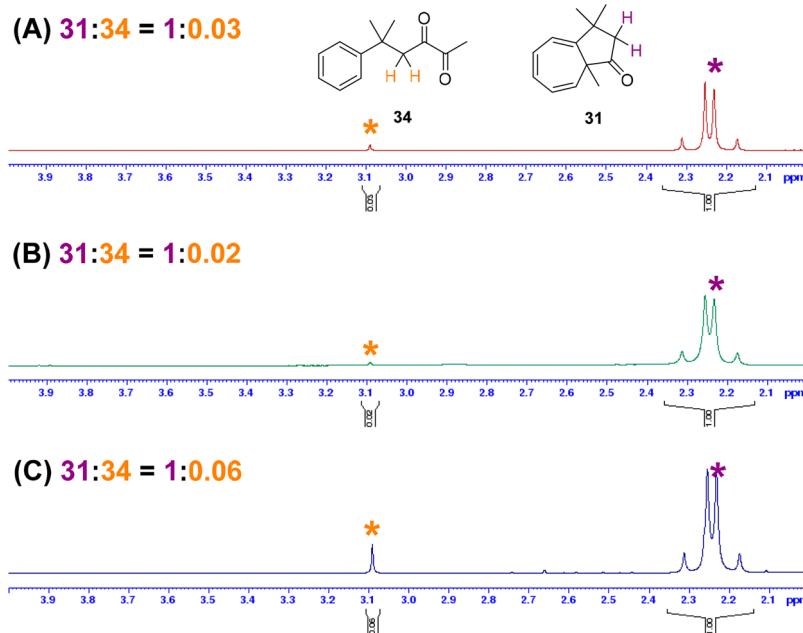 (A) 31:34 = 1:0.03
O
O
H H
34
H
H
O
31
*
*
3.9 3.8 3.7 3.6 3.5 3.4 3.3 3.2 3.1 3.0 2.9 2.8 2.7 2.6 2.5 2.4 2.3 2.2 2.1 ppm
0.03
1.00
(B) 31:34 = 1:0.02
*
*
3.9 3.8 3.7 3.6 3.5 3.4 3.3 3.2 3.1 3.0 2.9 2.8 2.7 2.6 2.5 2.4 2.3 2.2 2.1 ppm
0.02
1.00
(C) 31:34 = 1:0.06
*
*
3.9 3.8 3.7 3.6 3.5 3.4 3.3 3.2 3.1 3.0 2.9 2.8 2.7 2.6 2.5 2.4 2.3 2.2 2.1 ppm
0.06
1.00